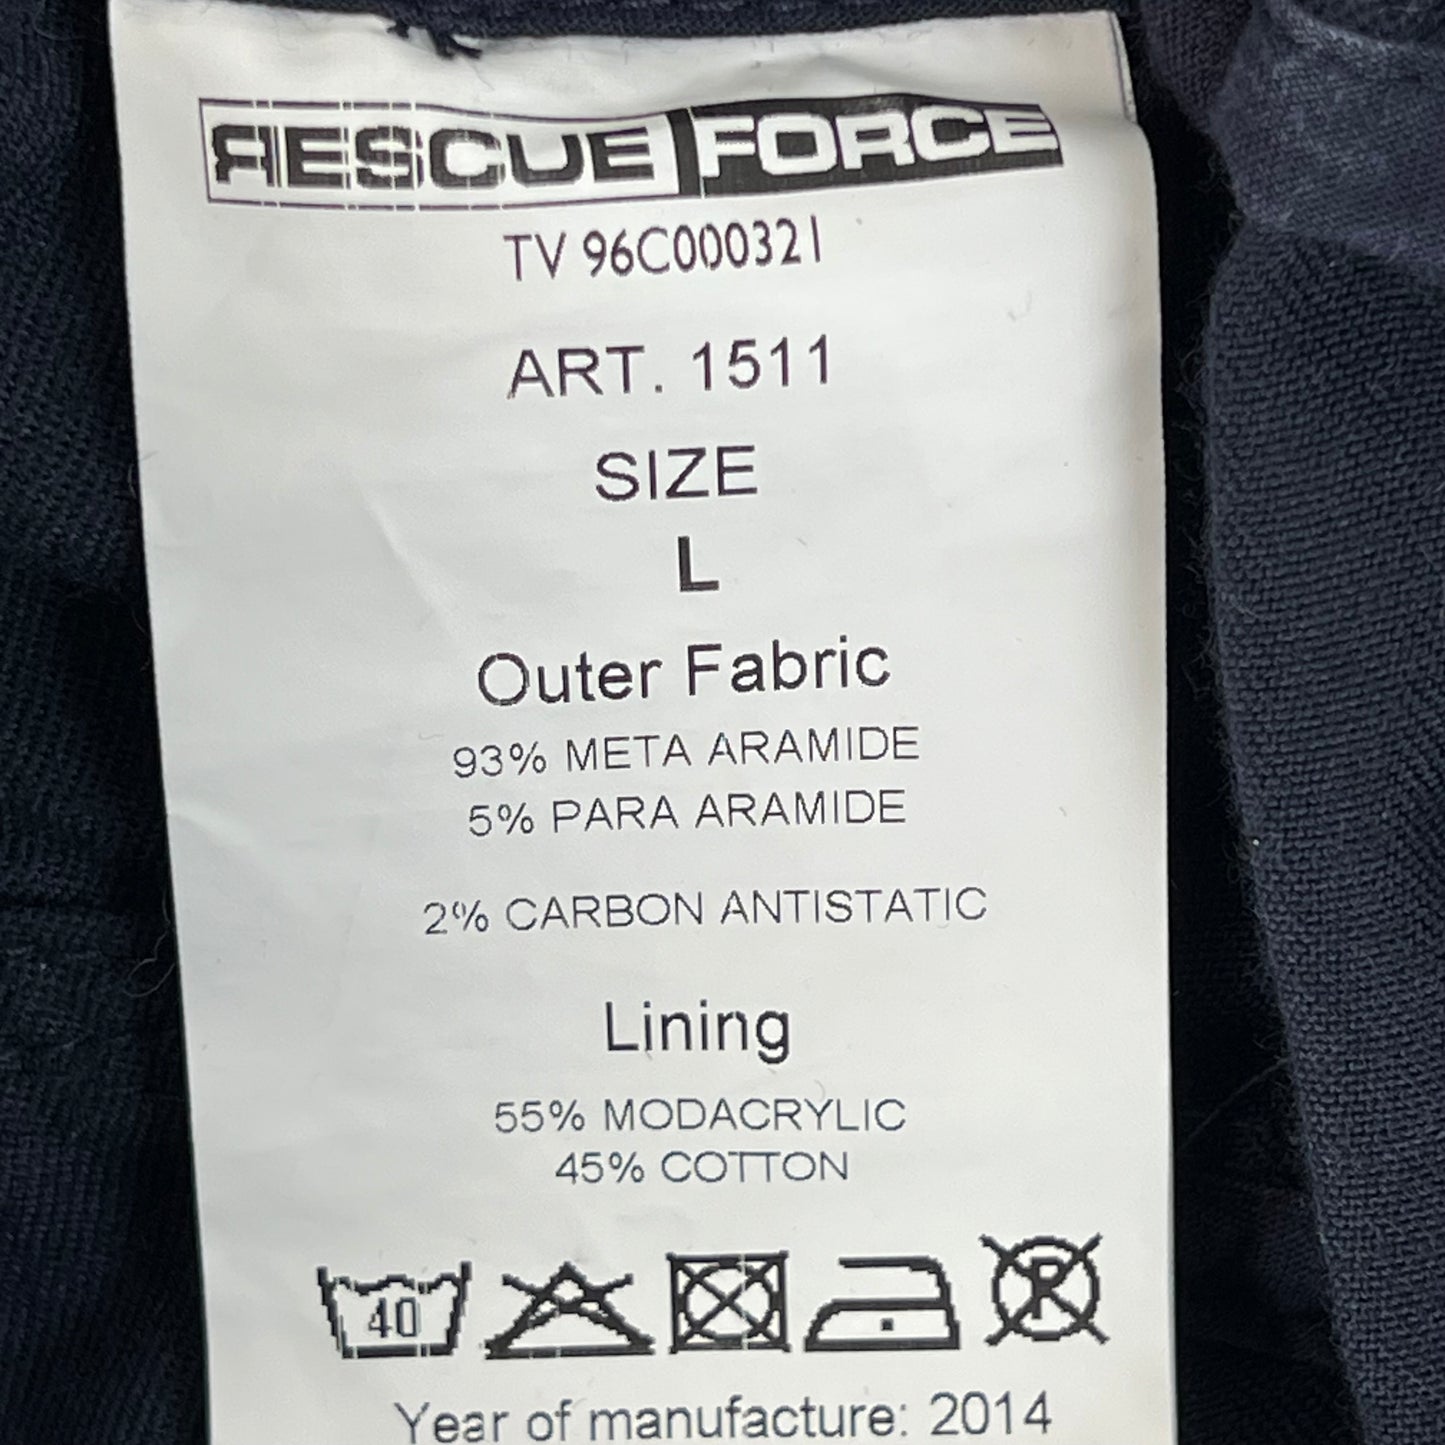 RESCUE FORCE
TV 96C000321
ART. 1511
SIZE
L
Outer Fabric
93% META ARAMIDE
5% PARA ARAMIDE
2% CARBON ANTISTATIC
Lining
55% MODACRYLIC
45% COTTON
40 P
Year of manufacture: 2014